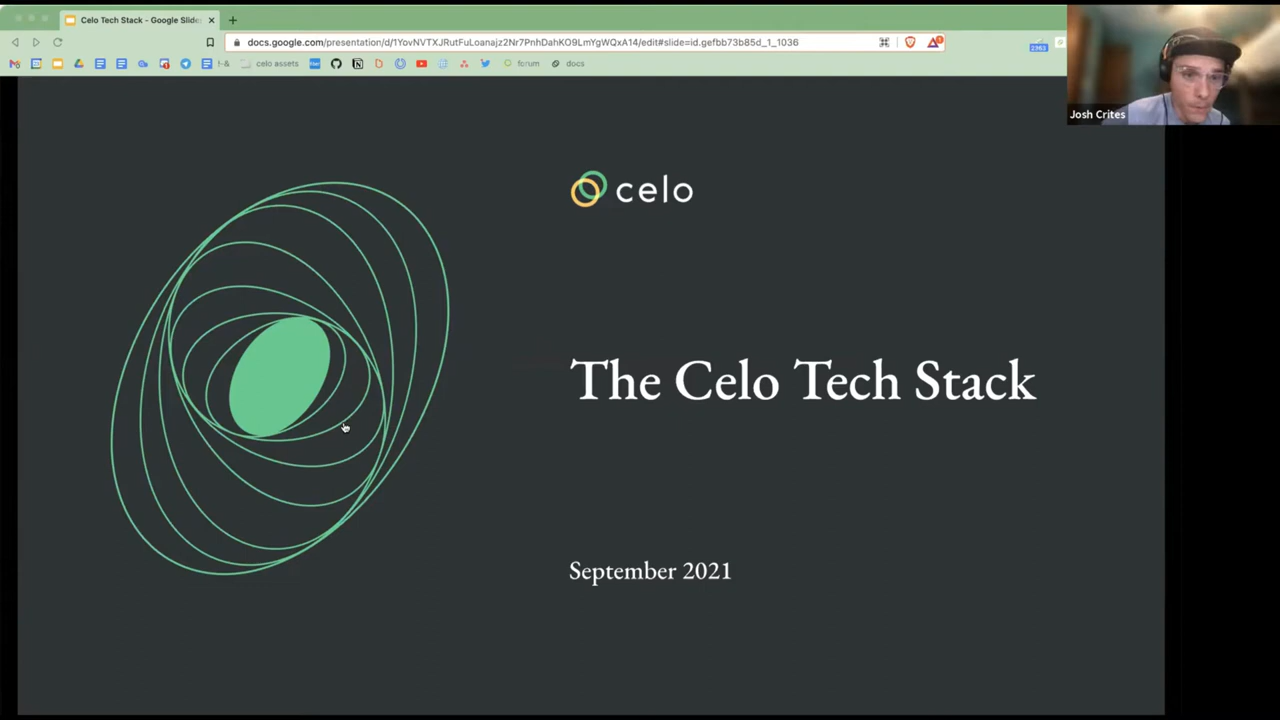 Celo Tech Stack - Google Slide
docs.google.com/presentation/d/1YovNVTXJRutFuLoanajz2Nr7PnhDahKO9LmYgWQxA14/edit#slide=id.gefbb73b85d_1_1036
2363
celo assets
forum
docs
Josh Crites
celo
The Celo Tech Stack
September 2021